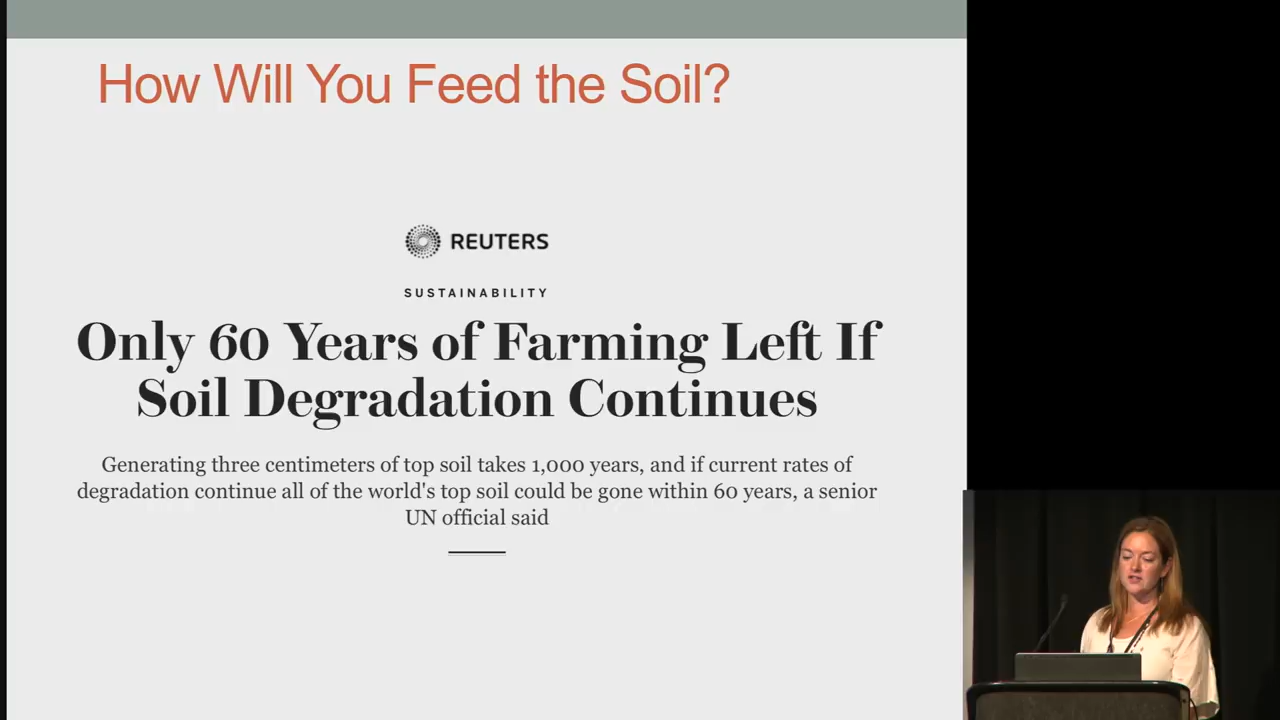 How Will You Feed the Soil?
REUTERS
SUSTAINABILITY
Only 60 Years of Farming Left If
Soil Degradation Continues
Generating three centimeters of top soil takes 1,000 years, and if current rates of
degradation continue all of the world's top soil could be gone within 60 years, a senior
UN official said